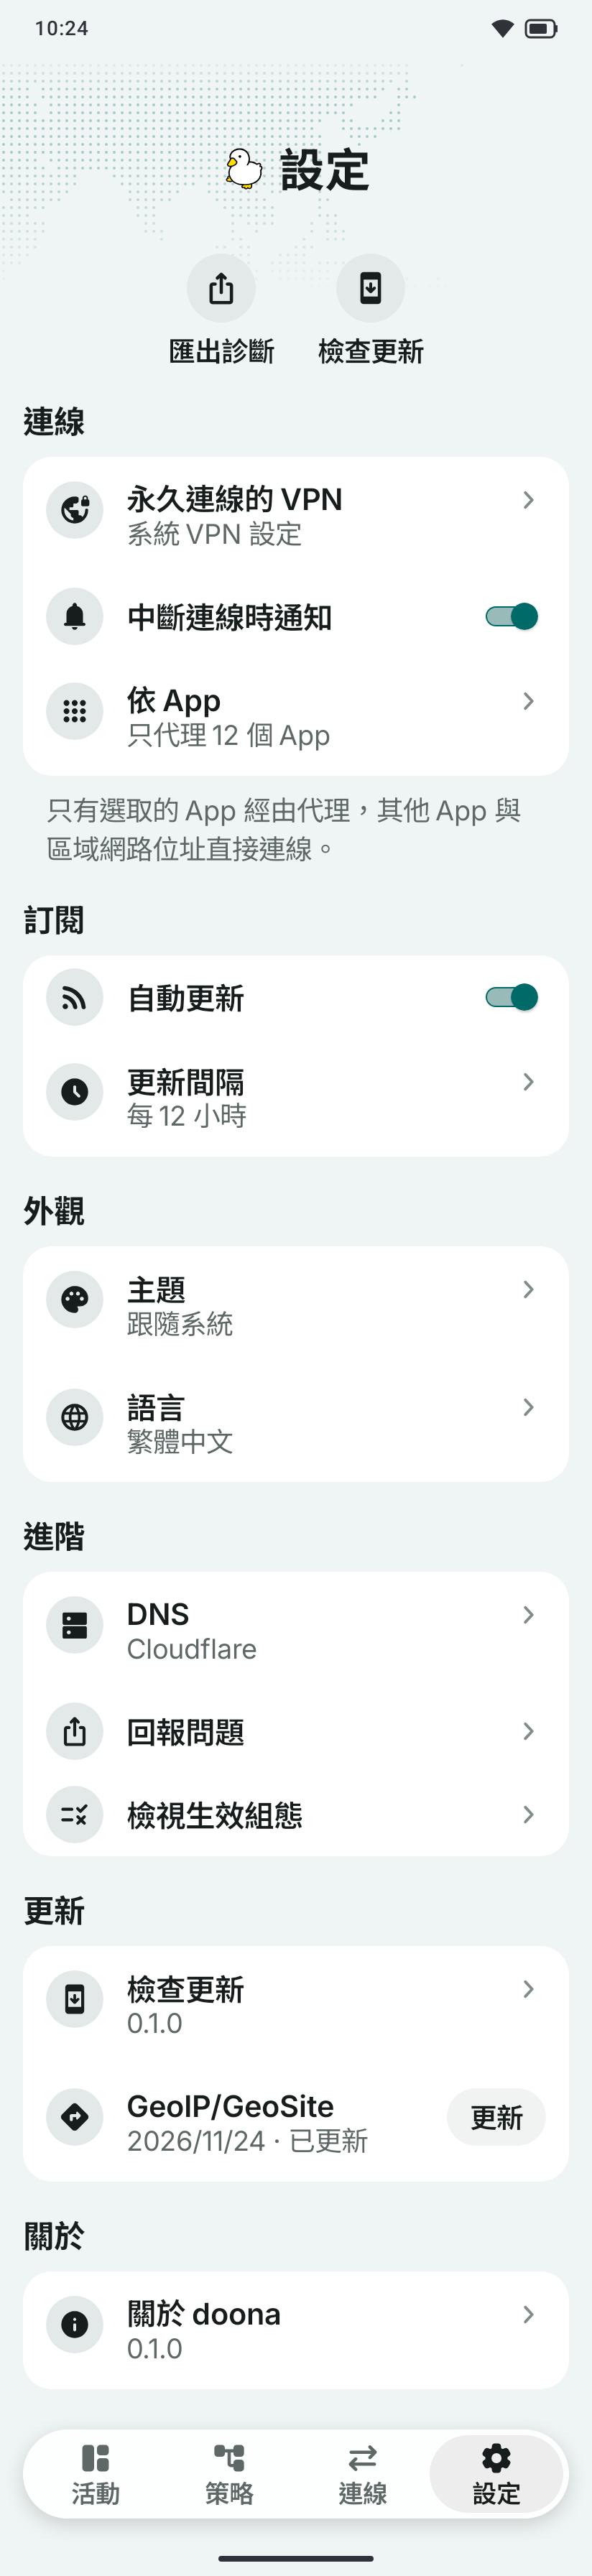 10:24
設定
匯出診斷
檢查更新
連線
永久連線的 VPN
系統 VPN 設定
中斷連線時通知
依 App
只代理 12 個 App
只有選取的 App 經由代理，其他 App 與
區域網路位址直接連線。
訂閱
自動更新
更新間隔
每 12 小時
外觀
主題
跟隨系統
語言
繁體中文
進階
DNS
Cloudflare
回報問題
檢視生效組態
更新
檢查更新
0.1.0
GeoIP/GeoSite
更新
2026/11/24 · 已更新
關於
關於 doona
0.1.0
活動
策略
連線
設定